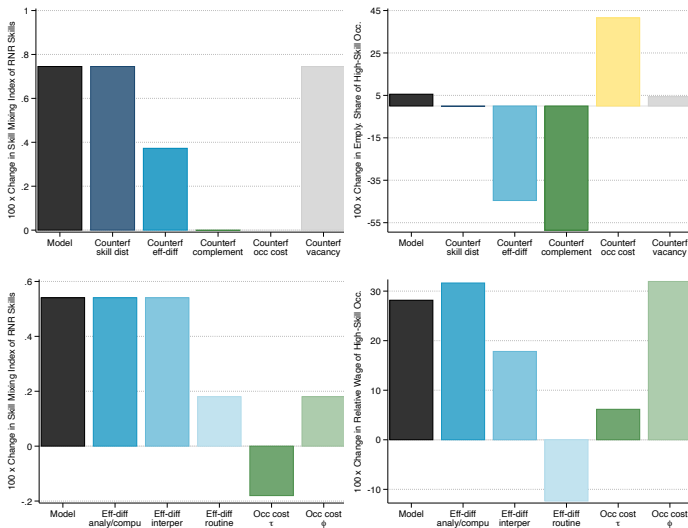 100 x Change in Skill Mixing Index of RNR Skills
1
.8
.6
.4
.2
0
Model
Counterf
skill dist
Counterf
eff-diff
Counterf
complement
Counterf
occ cost
Counterf
vacancy
100 x Change in Emply. Share of High-Skill Occ.
45
25
5
-15
-35
-55
Model
Counterf
skill dist
Counterf
eff-diff
Counterf
complement
Counterf
occ cost
Counterf
vacancy
100 x Change in Skill Mixing Index of RNR Skills
.6
.4
.2
0
-.2
Model
Eff-diff
analy/compu
Eff-diff
interper
Eff-diff
routine
Occ cost
τ
Occ cost
ϕ
100 x Change in Relative Wage of High-Skill Occ.
30
20
10
0
-10
Model
Eff-diff
analy/compu
Eff-diff
interper
Eff-diff
routine
Occ cost
τ
Occ cost
ϕ